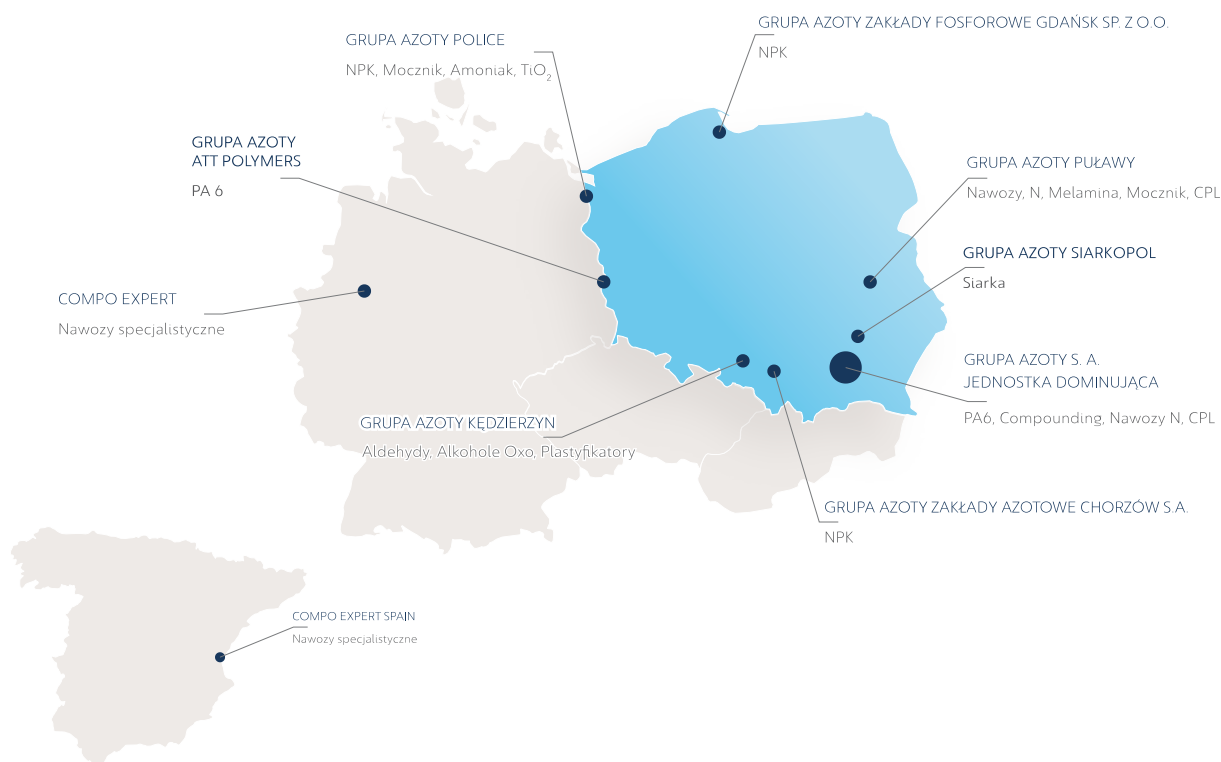 GRUPA AZOTY ZAKŁADY FOSFOROWE GDAŃSK SP. Z O.O.
NPK
GRUPA AZOTY POLICE
NPK, Mocznik, Amoniak, TiO₂
GRUPA AZOTY
ATT POLYMERS
PA 6
GRUPA AZOTY PUŁAWY
Nawozy, N, Melamina, Mocznik, CPL
GRUPA AZOTY SIARKOPOL
Siarka
COMPO EXPERT
Nawozy specjalistyczne
GRUPA AZOTY S. A.
JEDNOSTKA DOMINUJĄCA
PA6, Compounding, Nawozy N, CPL
GRUPA AZOTY KĘDZIERZYN
Aldehydy, Alkohole Oxo, Plastyfikatory
GRUPA AZOTY ZAKŁADY AZOTOWE CHORZÓW S.A.
NPK
COMPO EXPERT SPAIN
Nawozy specjalistyczne